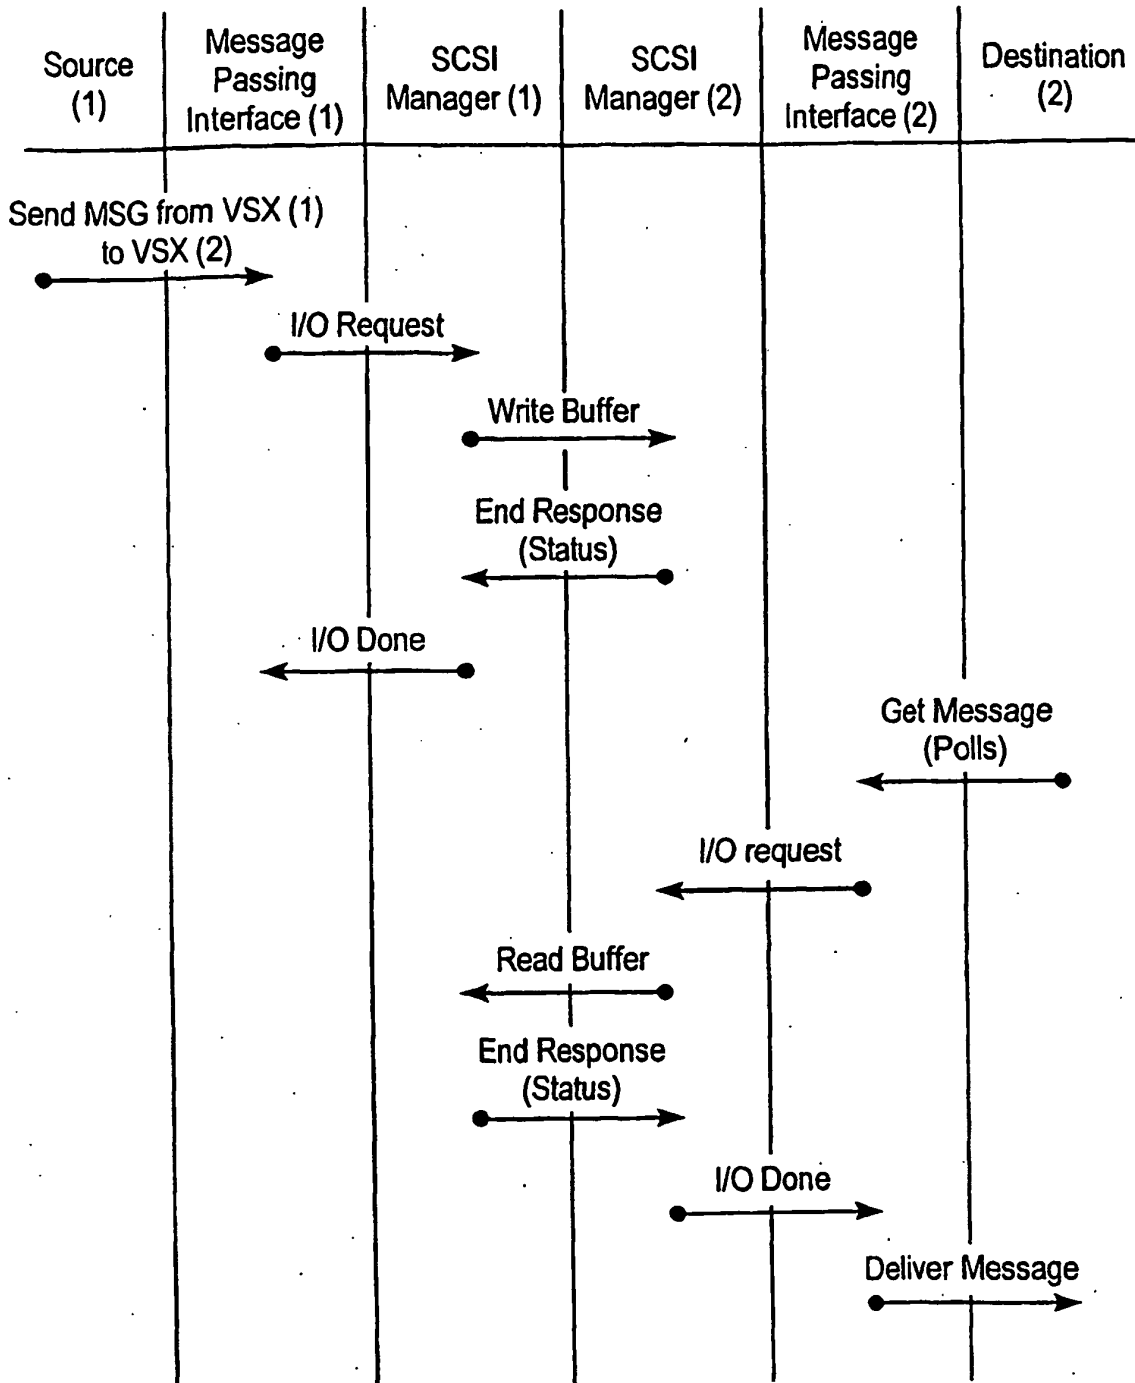 Source
(1)
Message
Passing
Interface (1)
SCSI
Manager (1)
SCSI
Manager (2)
Message
Passing
Interface (2)
Destination
(2)
Send MSG from VSX (1)
to VSX (2)
I/O Request
Write Buffer
End Response
(Status)
I/O Done
Get Message
(Polls)
I/O request
Read Buffer
End Response
(Status)
I/O Done
Deliver Message